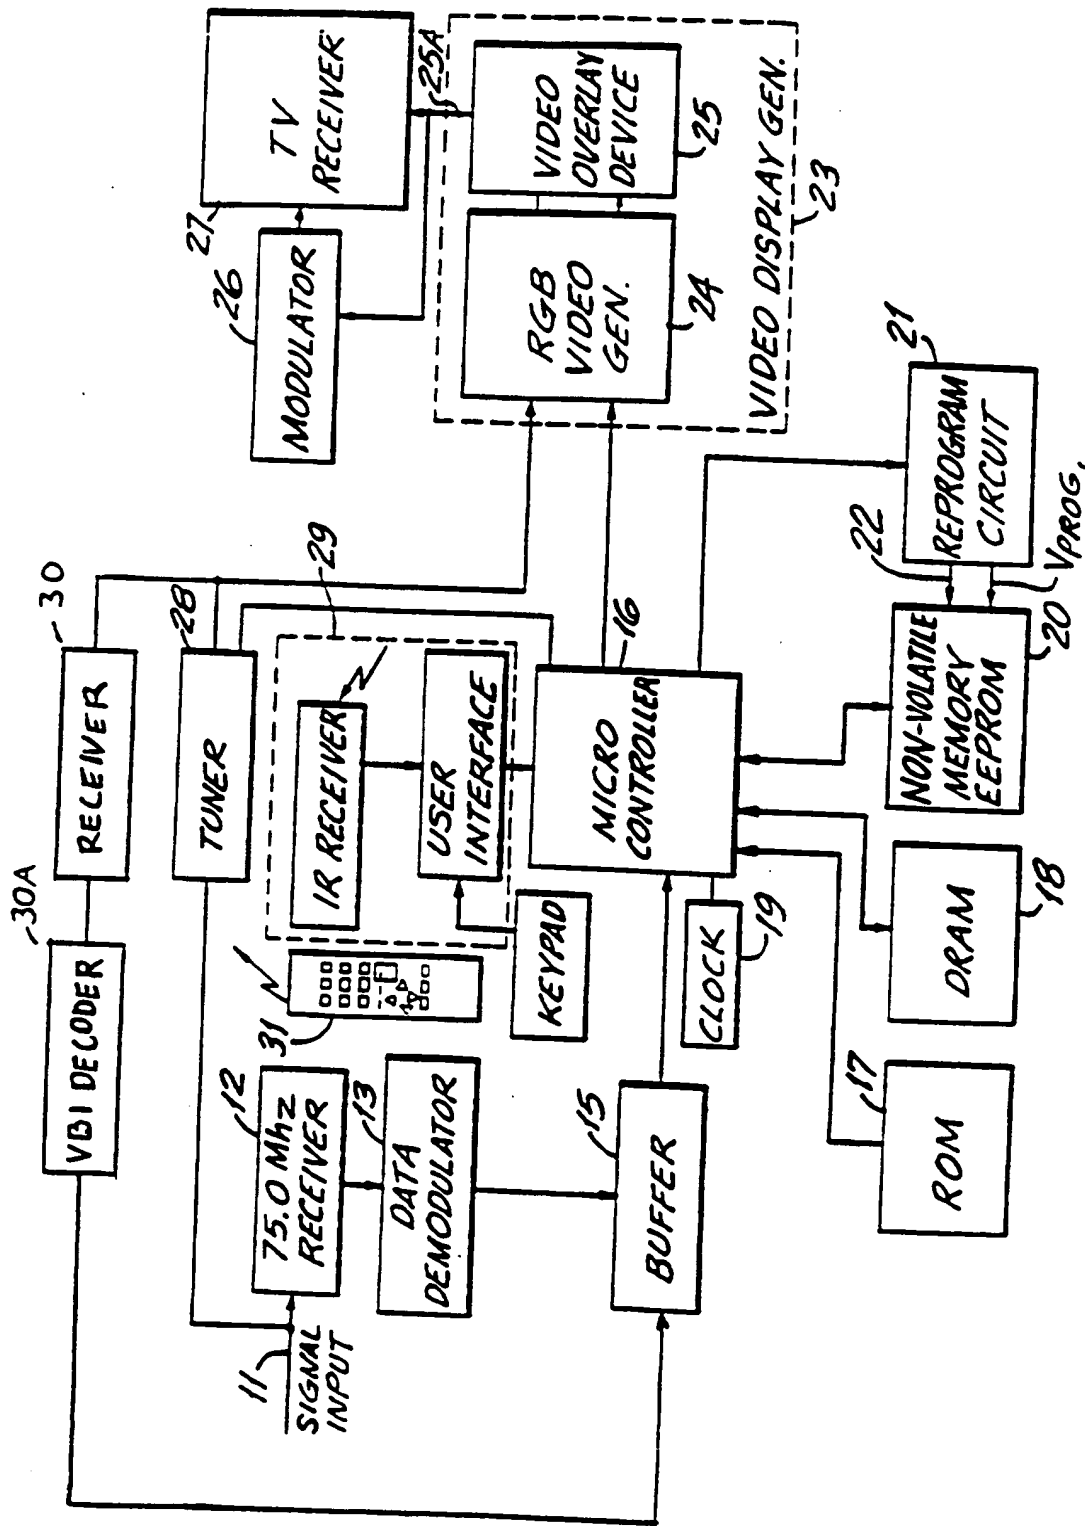 30A
VBI DECODER
30
RECEIVER
28
TUNER
11
SIGNAL
INPUT
12
75.0 Mhz
RECEIVER
13
DATA
DEMODULATOR
31
29
IR RECEIVER
USER
INTERFACE
KEYPAD
15
BUFFER
16
MICRO
CONTROLLER
CLOCK
19
17
ROM
DRAM
18
NON-VOLATILE
MEMORY
EEPROM
20
22
VPROG.
21
REPROGRAM
CIRCUIT
26
MODULATOR
27
TV
RECEIVER
25A
RGB
VIDEO
GEN.
24
VIDEO
OVERLAY
DEVICE
25
VIDEO DISPLAY GEN.
23